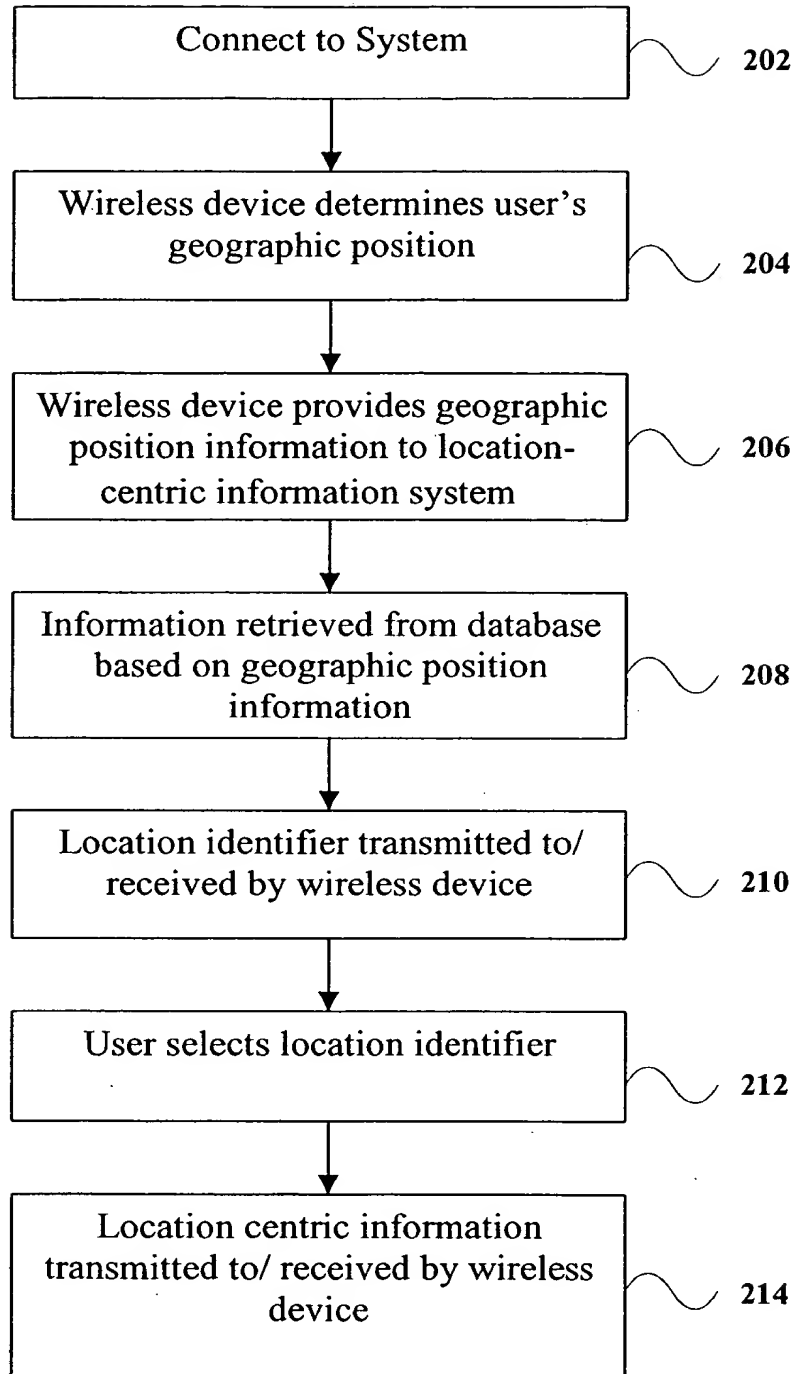 Connect to System
202
Wireless device determines user's
geographic position
204
Wireless device provides geographic
position information to location-
centric information system
206
Information retrieved from database
based on geographic position
information
208
Location identifier transmitted to/
received by wireless device
210
User selects location identifier
212
Location centric information
transmitted to/ received by wireless
device
214